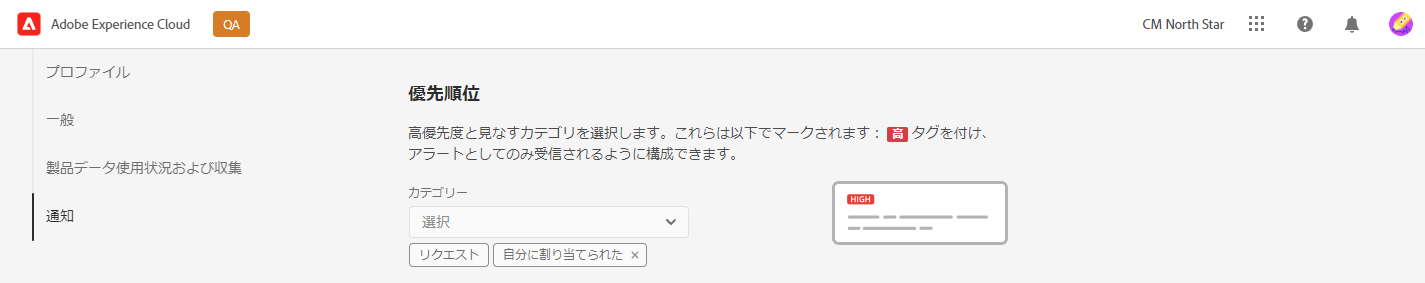 Adobe Experience Cloud QA CM North Star
プロファイル
一般
製品データ使用状況および収集
通知
優先順位
高優先度と見なすカテゴリを選択します。これらは以下でマークされます： 高 タグを付け、
アラートとしてのみ受信されるように構成できます。
カテゴリー
選択
リクエスト 自分に割り当てられた ×
HIGH